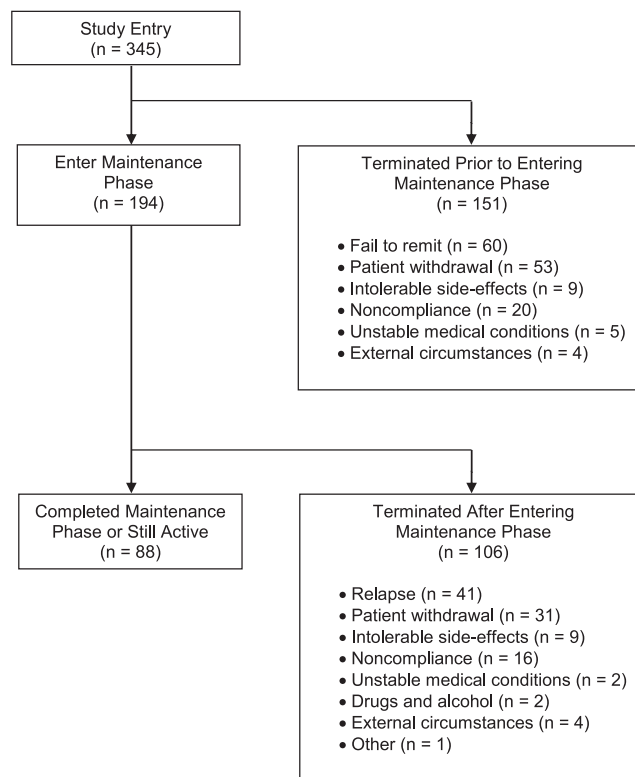 Study Entry
(n = 345)
Enter Maintenance
Phase
(n = 194)
Terminated Prior to Entering
Maintenance Phase
(n = 151)
• Fail to remit (n = 60)
• Patient withdrawal (n = 53)
• Intolerable side-effects (n = 9)
• Noncompliance (n = 20)
• Unstable medical conditions (n = 5)
• External circumstances (n = 4)
Completed Maintenance
Phase or Still Active
(n = 88)
Terminated After Entering
Maintenance Phase
(n = 106)
• Relapse (n = 41)
• Patient withdrawal (n = 31)
• Intolerable side-effects (n = 9)
• Noncompliance (n = 16)
• Unstable medical conditions (n = 2)
• Drugs and alcohol (n = 2)
• External circumstances (n = 4)
• Other (n = 1)